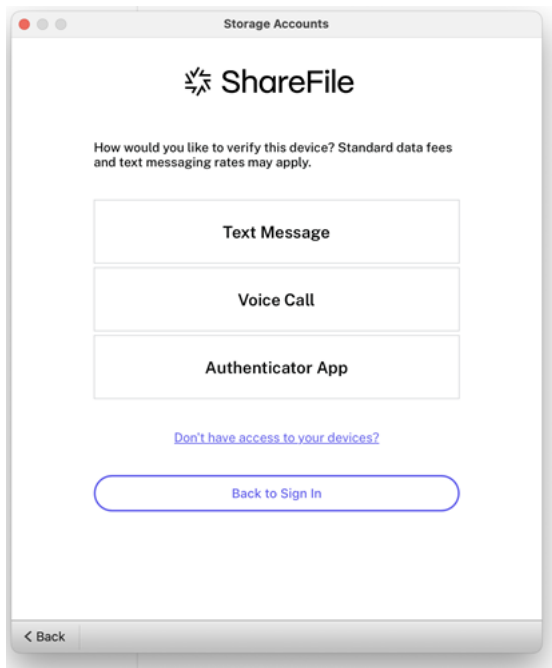 Storage Accounts
ShareFile
How would you like to verify this device? Standard data fees
and text messaging rates may apply.
Text Message
Voice Call
Authenticator App
Don't have access to your devices?
Back to Sign In
Back